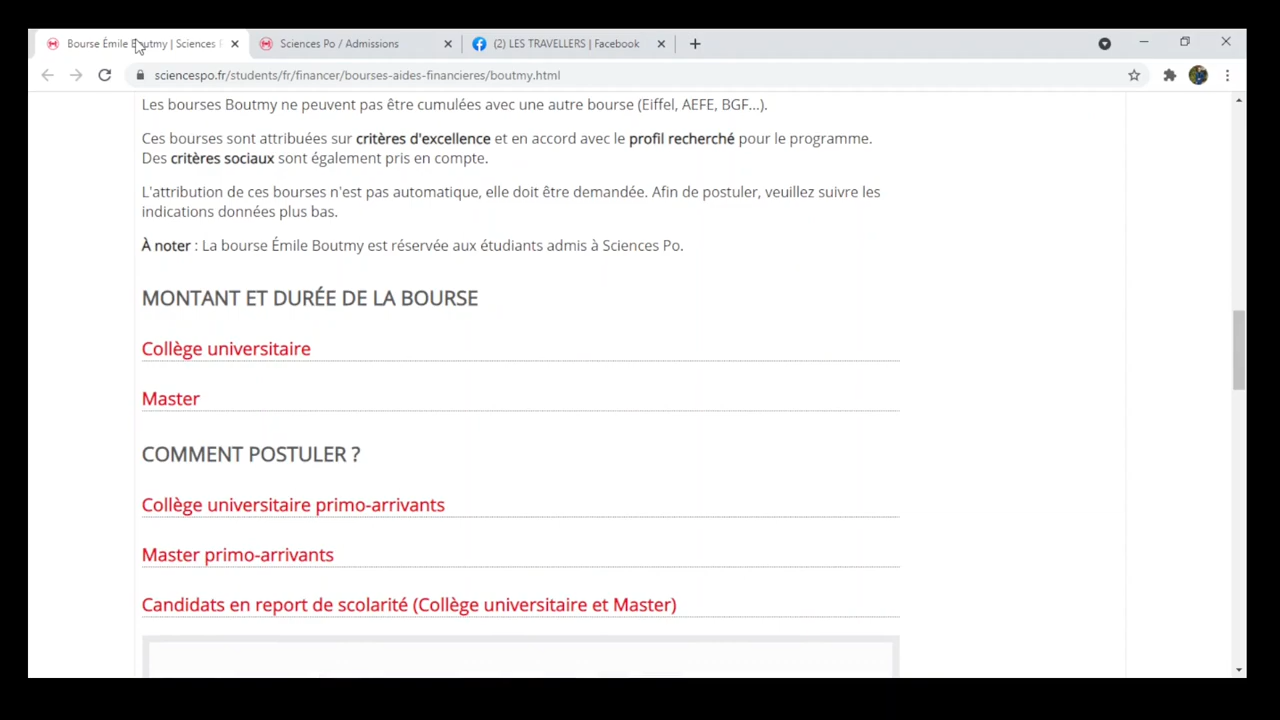 Bourse Émile Boutmy | Sciences P
Sciences Po / Admissions
(2) LES TRAVELLERS | Facebook
sciencespo.fr/students/fr/financer/bourses-aides-financieres/boutmy.html
Les bourses Boutmy ne peuvent pas être cumulées avec une autre bourse (Eiffel, AEFE, BGF...).
Ces bourses sont attribuées sur critères d'excellence et en accord avec le profil recherché pour le programme.
Des critères sociaux sont également pris en compte.
L'attribution de ces bourses n'est pas automatique, elle doit être demandée. Afin de postuler, veuillez suivre les
indications données plus bas.
À noter : La bourse Émile Boutmy est réservée aux étudiants admis à Sciences Po.
MONTANT ET DURÉE DE LA BOURSE
Collège universitaire
Master
COMMENT POSTULER ?
Collège universitaire primo-arrivants
Master primo-arrivants
Candidats en report de scolarité (Collège universitaire et Master)